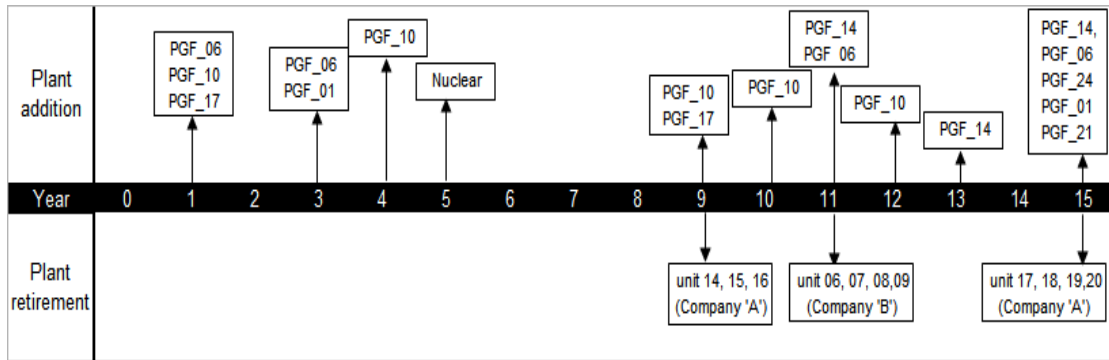 Plant
addition
PGF_06
PGF_10
PGF_17
PGF_06
PGF_01
PGF_10
Nuclear
PGF_10
PGF_17
PGF_10
PGF_14
PGF_06
PGF_10
PGF_14
PGF_14,
PGF_06
PGF_24
PGF_01
PGF_21
Year 0 1 2 3 4 5 6 7 8 9 10 11 12 13 14 15
Plant
retirement
unit 14, 15, 16
(Company 'A')
unit 06, 07, 08,09
(Company 'B')
unit 17, 18, 19,20
(Company 'A')